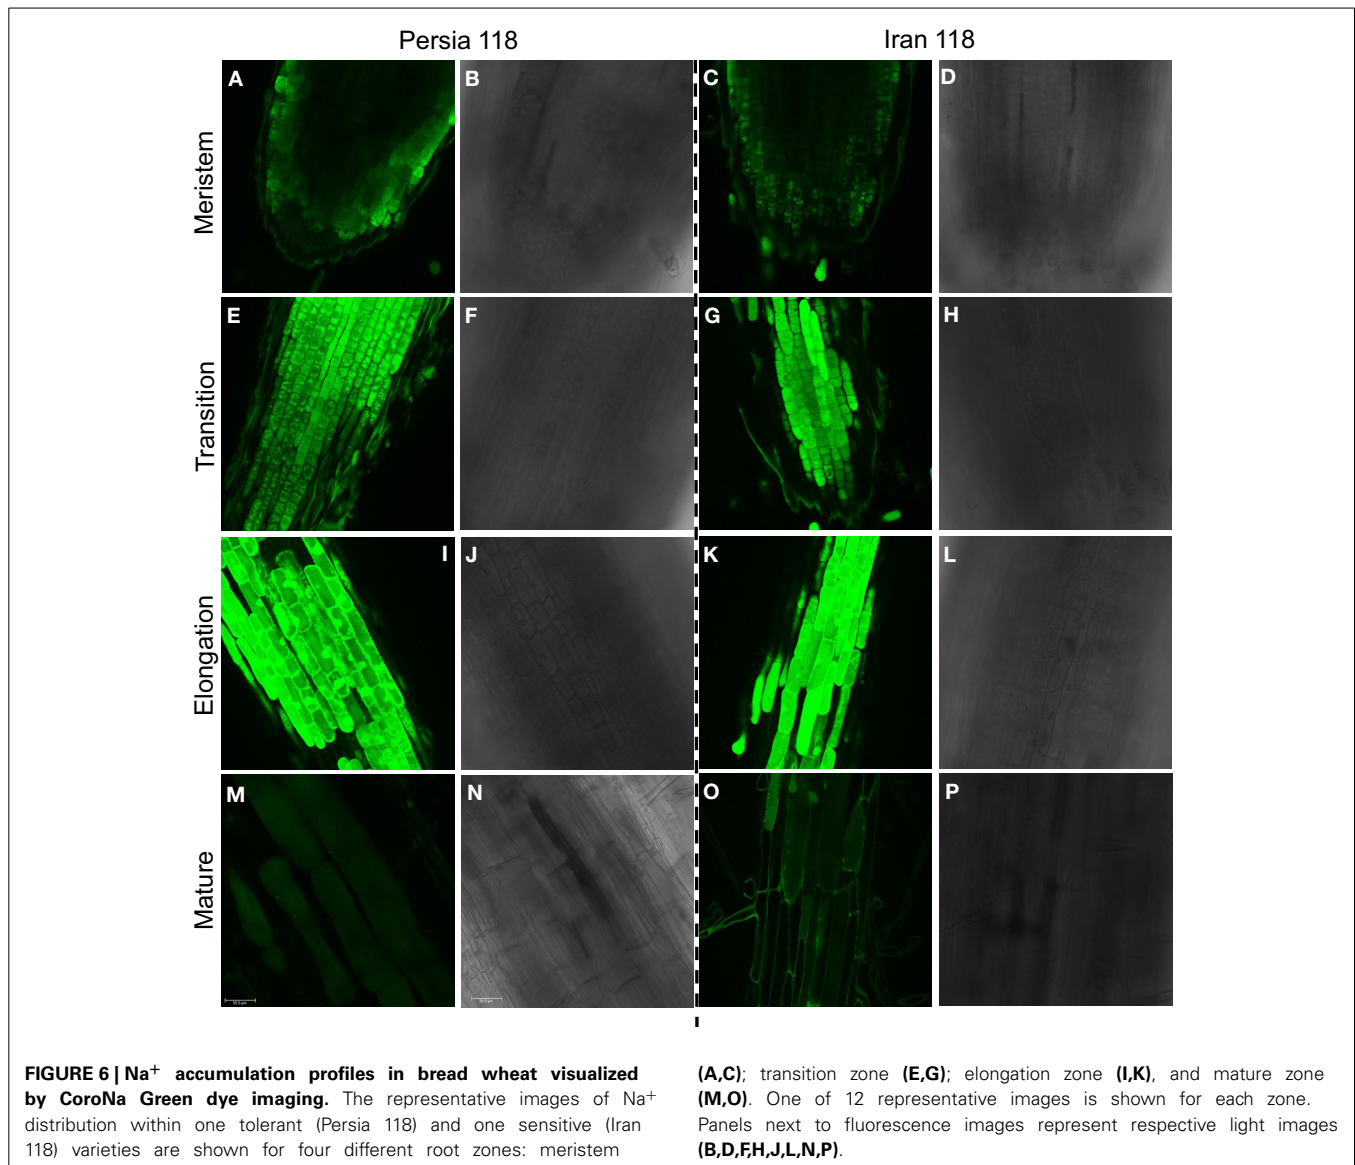 Persia 118
Iran 118
Meristem
A
B
C
D
Transition
E
F
G
H
Elongation
I
J
K
L
Mature
M
N
O
P
FIGURE 6 | Na+ accumulation profiles in bread wheat visualized
by CoroNa Green dye imaging. The representative images of Na+
distribution within one tolerant (Persia 118) and one sensitive (Iran
118) varieties are shown for four different root zones: meristem
(A,C); transition zone (E,G); elongation zone (I,K), and mature zone
(M,O). One of 12 representative images is shown for each zone.
Panels next to fluorescence images represent respective light images
(B,D,F,H,J,L,N,P).